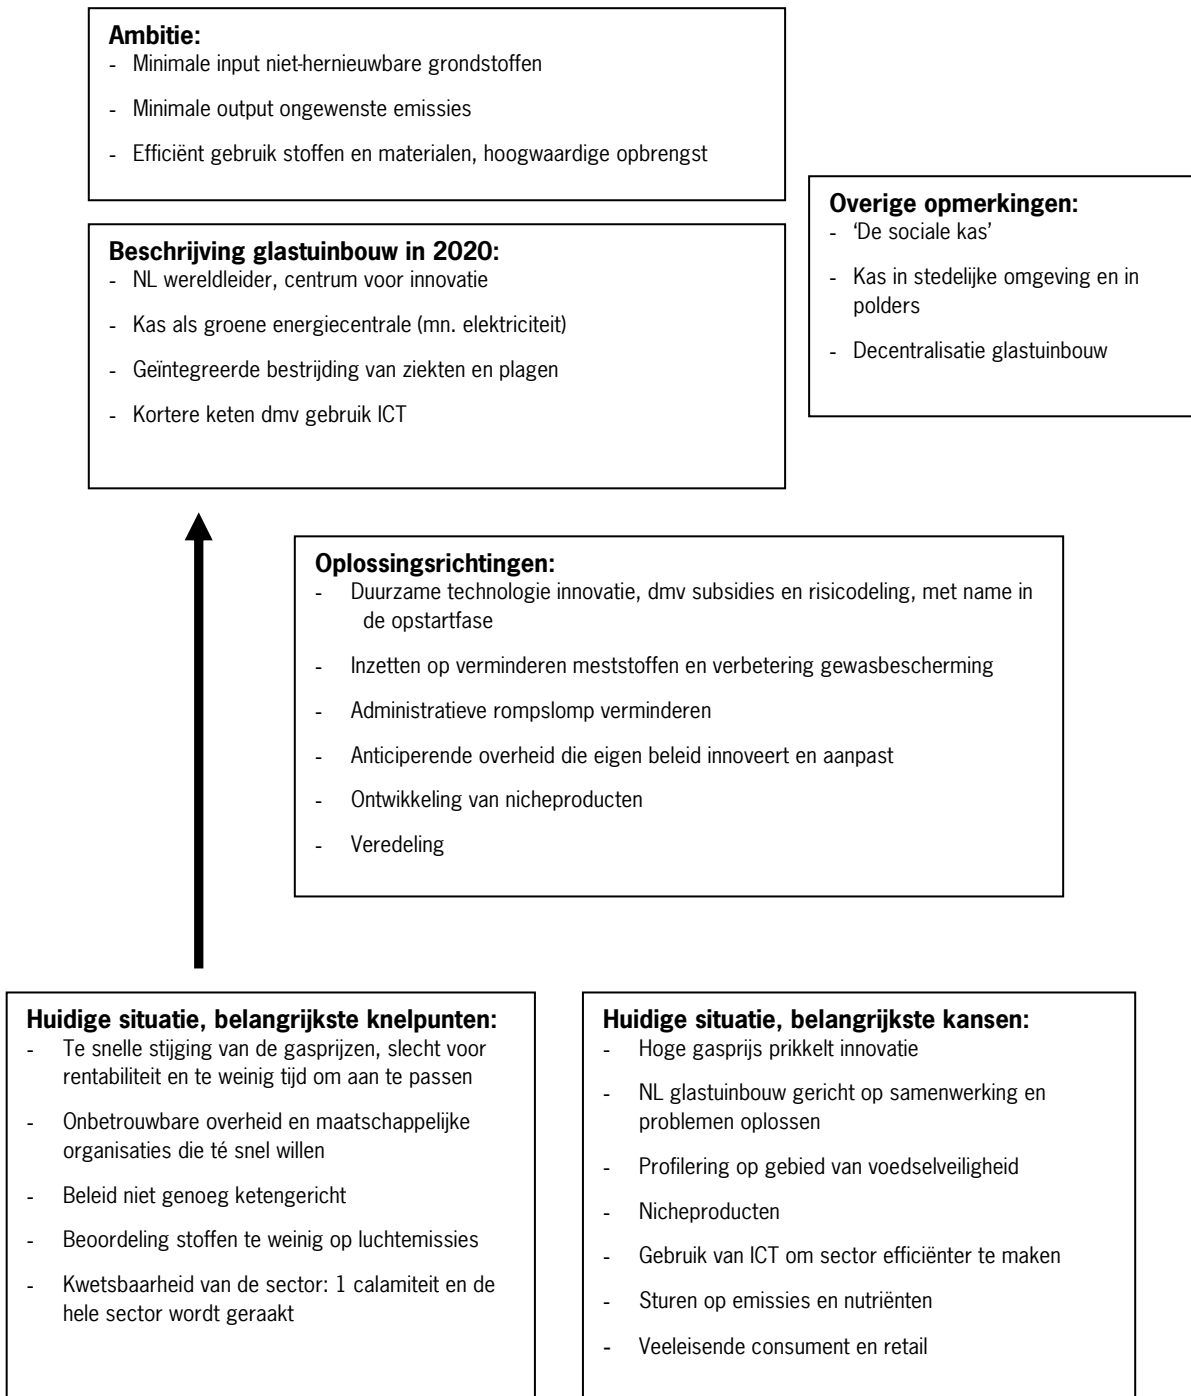 Ambitie:
- Minimale input niet-hernieuwbare grondstoffen
- Minimale output ongewenste emissies
- Efficiënt gebruik stoffen en materialen, hoogwaardige opbrengst
Overige opmerkingen:
- ‘De sociale kas’
- Kas in stedelijke omgeving en in
polders
- Decentralisatie glastuinbouw
Beschrijving glastuinbouw in 2020:
- NL wereldleider, centrum voor innovatie
- Kas als groene energiecentrale (mn. elektriciteit)
- Geïntegreerde bestrijding van ziekten en plagen
- Kortere keten dmv gebruik ICT
Oplossingsrichtingen:
- Duurzame technologie innovatie, dmv subsidies en risicodeling, met name in
de opstartfase
- Inzetten op verminderen meststoffen en verbetering gewasbescherming
- Administratieve rompslomp verminderen
- Anticiperende overheid die eigen beleid innoveert en aanpast
- Ontwikkeling van nicheproducten
- Veredeling
Huidige situatie, belangrijkste knelpunten:
- Te snelle stijging van de gasprijzen, slecht voor
rentabiliteit en te weinig tijd om aan te passen
- Onbetrouwbare overheid en maatschappelijke
organisaties die té snel willen
- Beleid niet genoeg ketengericht
- Beoordeling stoffen te weinig op luchtemissies
- Kwetsbaarheid van de sector: 1 calamiteit en de
hele sector wordt geraakt
Huidige situatie, belangrijkste kansen:
- Hoge gasprijs prikkelt innovatie
- NL glastuinbouw gericht op samenwerking en
problemen oplossen
- Profilering op gebied van voedselveiligheid
- Nicheproducten
- Gebruik van ICT om sector efficiënter te maken
- Sturen op emissies en nutriënten
- Veeleisende consument en retail